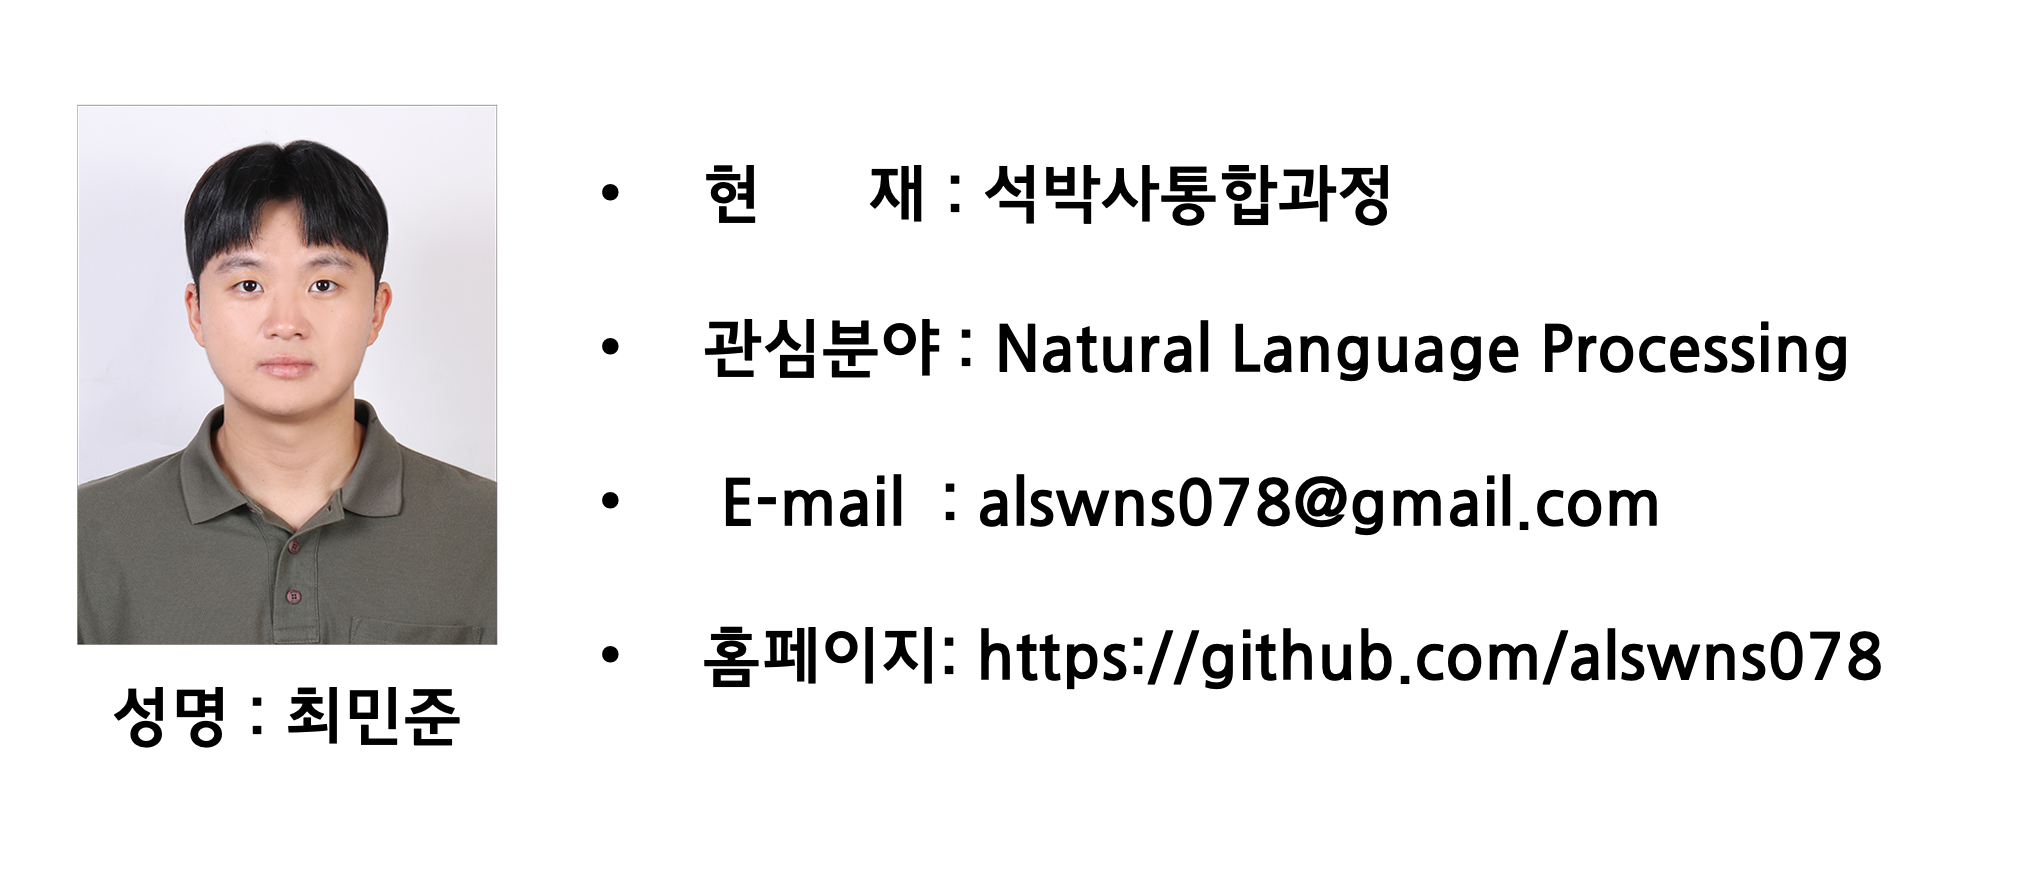 • 현 재 : 석박사통합과정
• 관심분야 : Natural Language Processing
• E-mail : alswns078@gmail.com
• 홈페이지: https://github.com/alswns078
성명 : 최민준